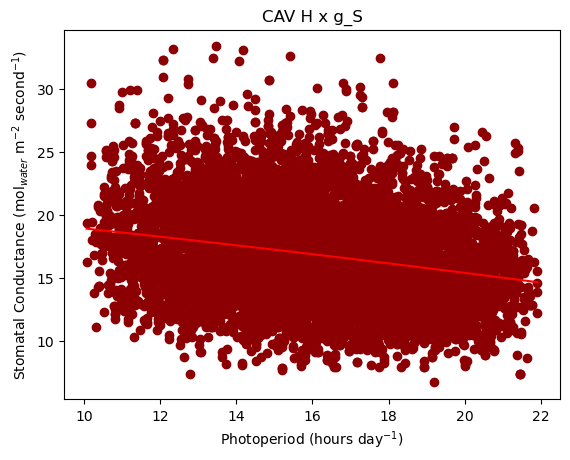 CAV H x g_S
Stomatal Conductance (mol_water m⁻² second⁻¹)
30
25
20
15
10
10 12 14 16 18 20 22
Photoperiod (hours day⁻¹)